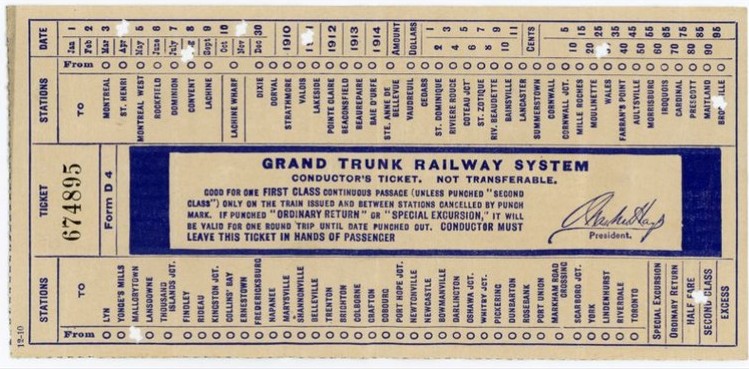 DATE Jan 1 Feb 2 Mar 3 Apr May 5 June 6 July 7 8 Sept 9 Oct 10 Nov Dec 30 1910 1912 1913 1914 AMOUNT DOLLARS 1 2 3 4 5 6 7 8 9 10 11 CENTS 5 10 15 20 25 35 40 45 50 55 60 65 70 75 80 85 90 95
From
STATIONS TO MONTREAL ST. HENRI MONTREAL WEST ROCKFIELD DOMINION CONVENT LACHINE LACHINE WHARF DIXIE DORVAL STRATHMORE VALOIS LAKESIDE POINTE CLAIRE BEACONSFIELD BEAUREPAIRE BAIE D'URFE STE. ANNE DE BELLEVUE VAUDREUIL CEDARS ST. DOMINIQUE RIVIERE ROUGE COTEAU JCT. ST. ZOTIQUE RIV. BEAUDETTE BAINSVILLE LANCASTER SUMMERSTOWN CORNWALL CORNWALL JCT. MILLE ROCHES MOULINETTE WALES FARRAN'S POINT AULTSVILLE MORRISBURG IROQUOIS CARDINAL PRESCOTT MAITLAND
TICKET 674895
Form D 4
GRAND TRUNK RAILWAY SYSTEM
CONDUCTOR'S TICKET. NOT TRANSFERABLE.
GOOD FOR ONE FIRST CLASS CONTINUOUS PASSAGE (UNLESS PUNCHED "SECOND
CLASS") ONLY ON THE TRAIN ISSUED AND BETWEEN STATIONS CANCELLED BY PUNCH
MARK. IF PUNCHED "ORDINARY RETURN" OR "SPECIAL EXCURSION," IT WILL
BE VALID FOR ONE ROUND TRIP UNTIL DATE PUNCHED OUT. CONDUCTOR MUST
LEAVE THIS TICKET IN HANDS OF PASSENGER
President.
STATIONS TO LYN YONGE'S MILLS MALLORYTOWN LANSDOWNE THOUSAND ISLANDS JCT. FINDLEY RIDEAU KINGSTON JCT. COLLINS' BAY ERNESTOWN FREDERICKSBURG NAPANEE MARYSVILLE SHANNONVILLE BELLEVILLE TRENTON BRIGHTON COLBORNE GRAFTON COBOURG PORT HOPE JCT. NEWTONVILLE NEWCASTLE BOWMANVILLE DARLINGTON OSHAWA JCT. WHITBY JCT. PICKERING DUNBARTON ROSEBANK PORT UNION MARKHAM ROAD CROSSING SCARBORO JCT. YORK LINDENHURST RIVERDALE TORONTO SPECIAL EXCURSION ORDINARY RETURN HALF SECOND CLASS EXCESS
From
12-10